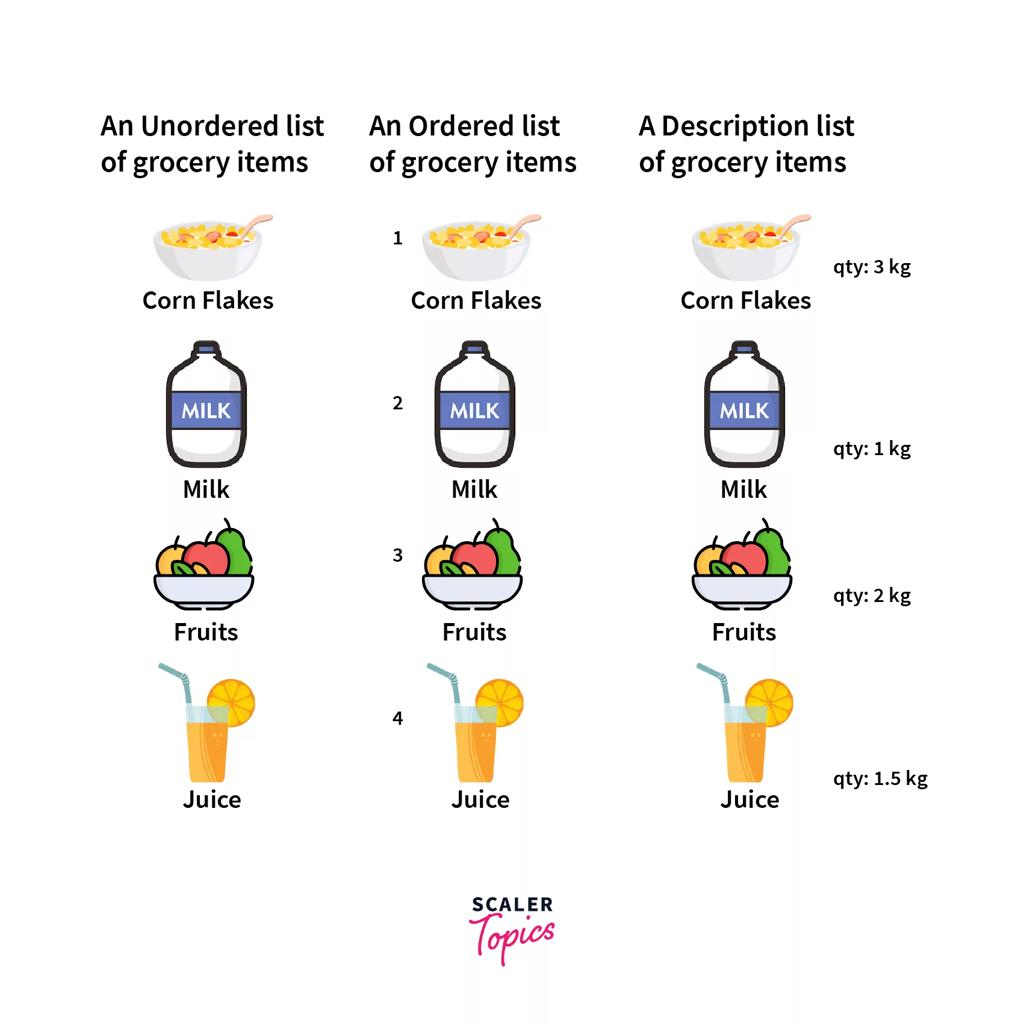 An Unordered list
of grocery items
Corn Flakes
MILK
Milk
Fruits
Juice
An Ordered list
of grocery items
1
Corn Flakes
2
MILK
Milk
3
Fruits
4
Juice
A Description list
of grocery items
Corn Flakes
qty: 3 kg
MILK
qty: 1 kg
Milk
qty: 2 kg
Fruits
qty: 1.5 kg
Juice
SCALER
Topics